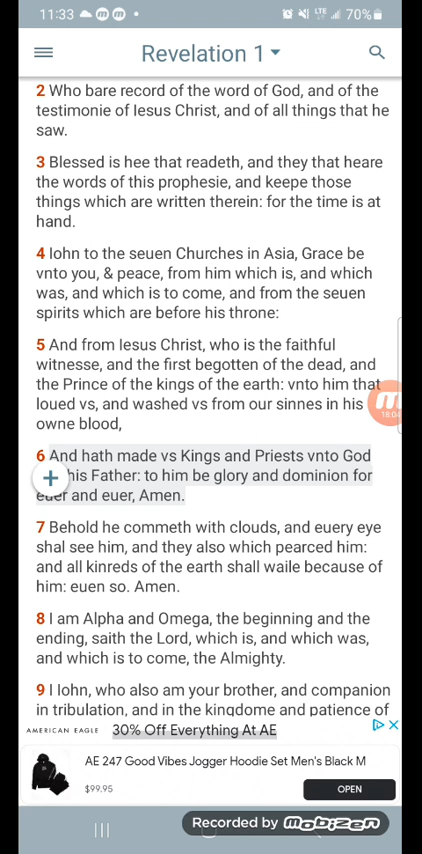 11:33 LTE 70%
Revelation 1
2 Who bare record of the word of God, and of the
testimonie of Iesus Christ, and of all things that he
saw.
3 Blessed is hee that readeth, and they that heare
the words of this prophesie, and keepe those
things which are written therein: for the time is at
hand.
4 Iohn to the seuen Churches in Asia, Grace be
vnto you, & peace, from him which is, and which
was, and which is to come, and from the seuen
spirits which are before his throne:
5 And from Iesus Christ, who is the faithful
witnesse, and the first begotten of the dead, and
the Prince of the kings of the earth: vnto him that
loued vs, and washed vs from our sinnes in his
owne blood,
18:04
6 And hath made vs Kings and Priests vnto God
his Father: to him be glory and dominion for
euer and euer, Amen.
7 Behold he commeth with clouds, and euery eye
shal see him, and they also which pearced him:
and all kinreds of the earth shall waile because of
him: euen so. Amen.
8 I am Alpha and Omega, the beginning and the
ending, saith the Lord, which is, and which was,
and which is to come, the Almighty.
9 I Iohn, who also am your brother, and companion
in tribulation, and in the kingdome and patience of
AMERICAN EAGLE 30% Off Everything At AE
AE 247 Good Vibes Jogger Hoodie Set Men's Black M
$99.95 OPEN
Recorded by mobizen